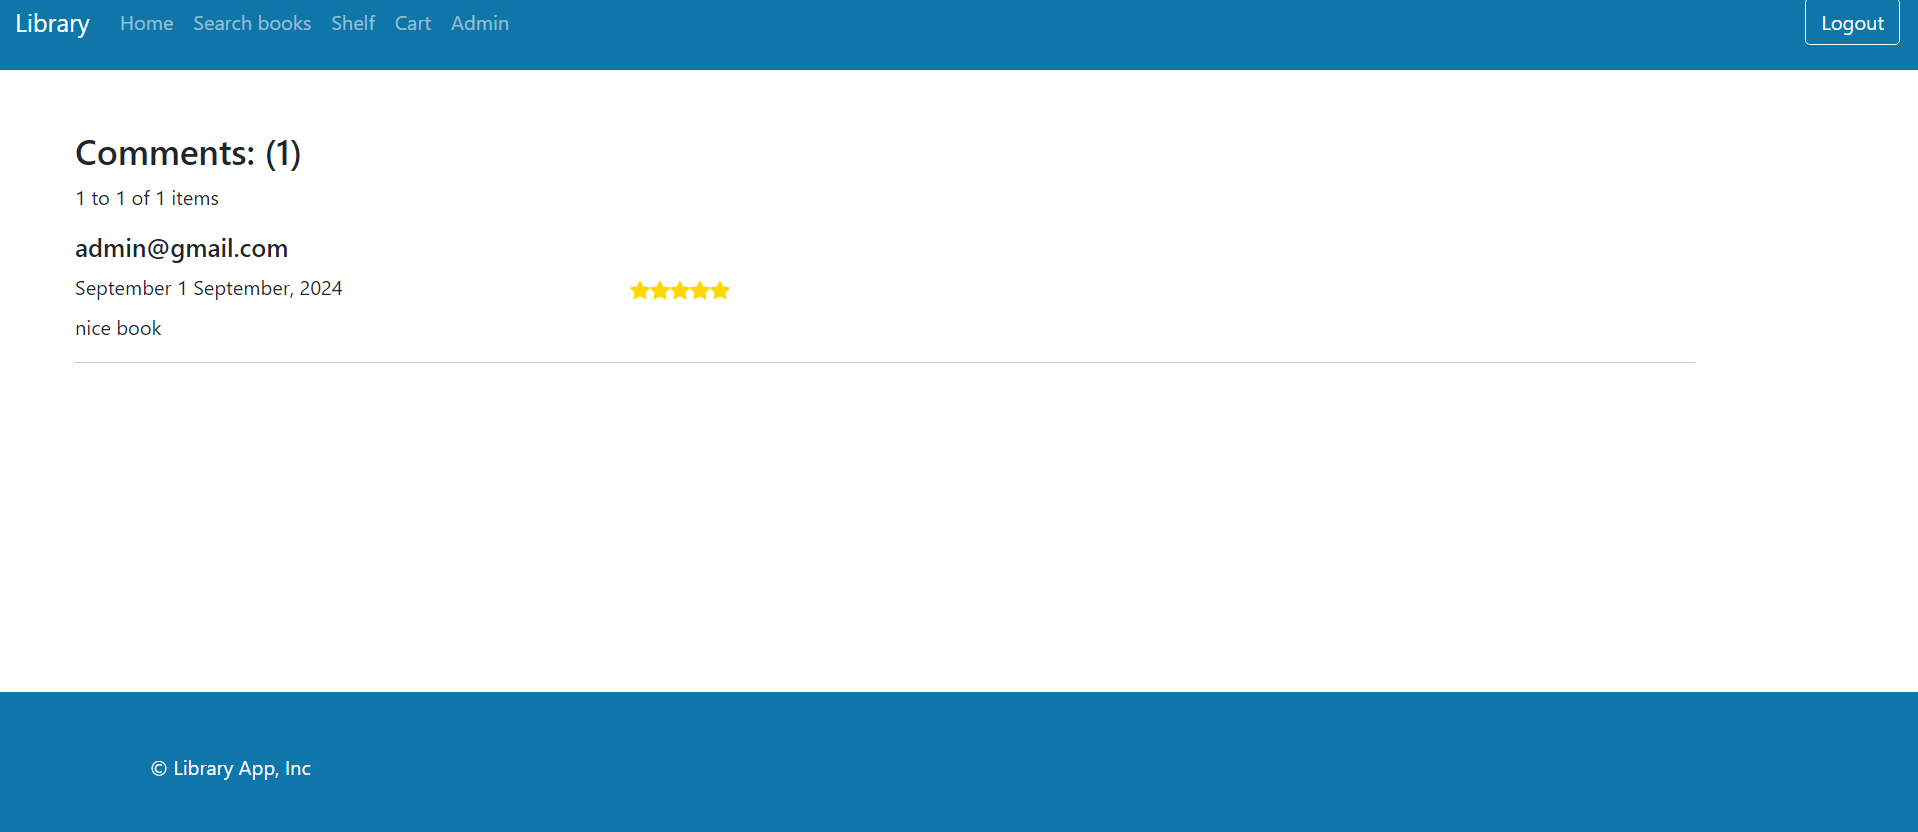 Library Home Search books Shelf Cart Admin Logout
Comments: (1)
1 to 1 of 1 items
admin@gmail.com
September 1 September, 2024
nice book
© Library App, Inc